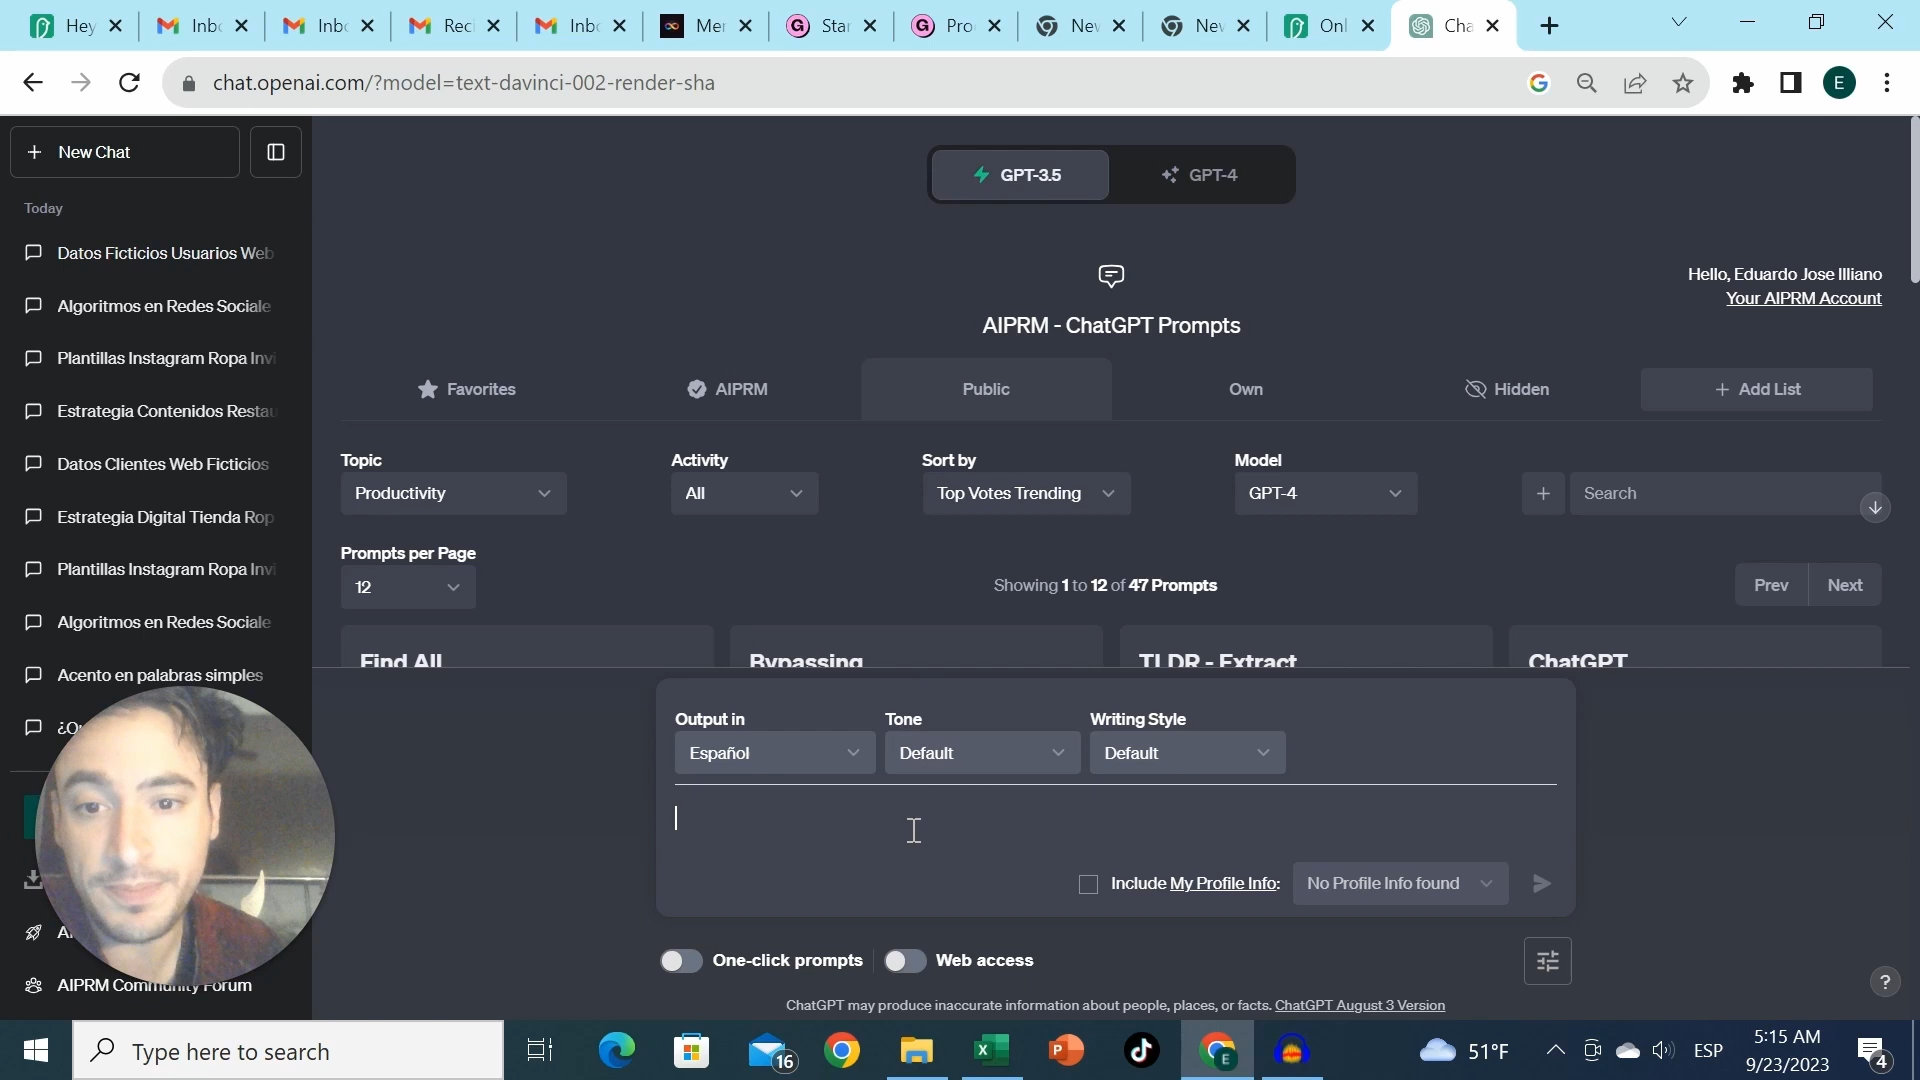 Hey
Inbc
Inbc
Reci
Inbc
Mer
Star
Pro
Nev
Nev
Onl
Cha
chat.openai.com/?model=text-davinci-002-render-sha
E
New Chat
Today
Datos Ficticios Usuarios Web
Algoritmos en Redes Sociale
Plantillas Instagram Ropa Invi
Estrategia Contenidos Restau
Datos Clientes Web Ficticios
Estrategia Digital Tienda Rop
Plantillas Instagram Ropa Invi
Algoritmos en Redes Sociale
Acento en palabras simples
AIPRM Community Forum
GPT-3.5
GPT-4
Hello, Eduardo Jose Illiano
Your AIPRM Account
AIPRM - ChatGPT Prompts
Favorites
AIPRM
Public
Own
Hidden
+ Add List
Topic
Activity
Sort by
Model
Productivity
All
Top Votes Trending
GPT-4
+
Search
Prompts per Page
12
Showing 1 to 12 of 47 Prompts
Prev
Next
Find All
Bypassing
TLDR - Extract
ChatGPT
Output in
Tone
Writing Style
Español
Default
Default
Include My Profile Info:
No Profile Info found
One-click prompts
Web access
?
ChatGPT may produce inaccurate information about people, places, or facts. ChatGPT August 3 Version
Type here to search
16
51°F
ESP
5:15 AM
9/23/2023
4